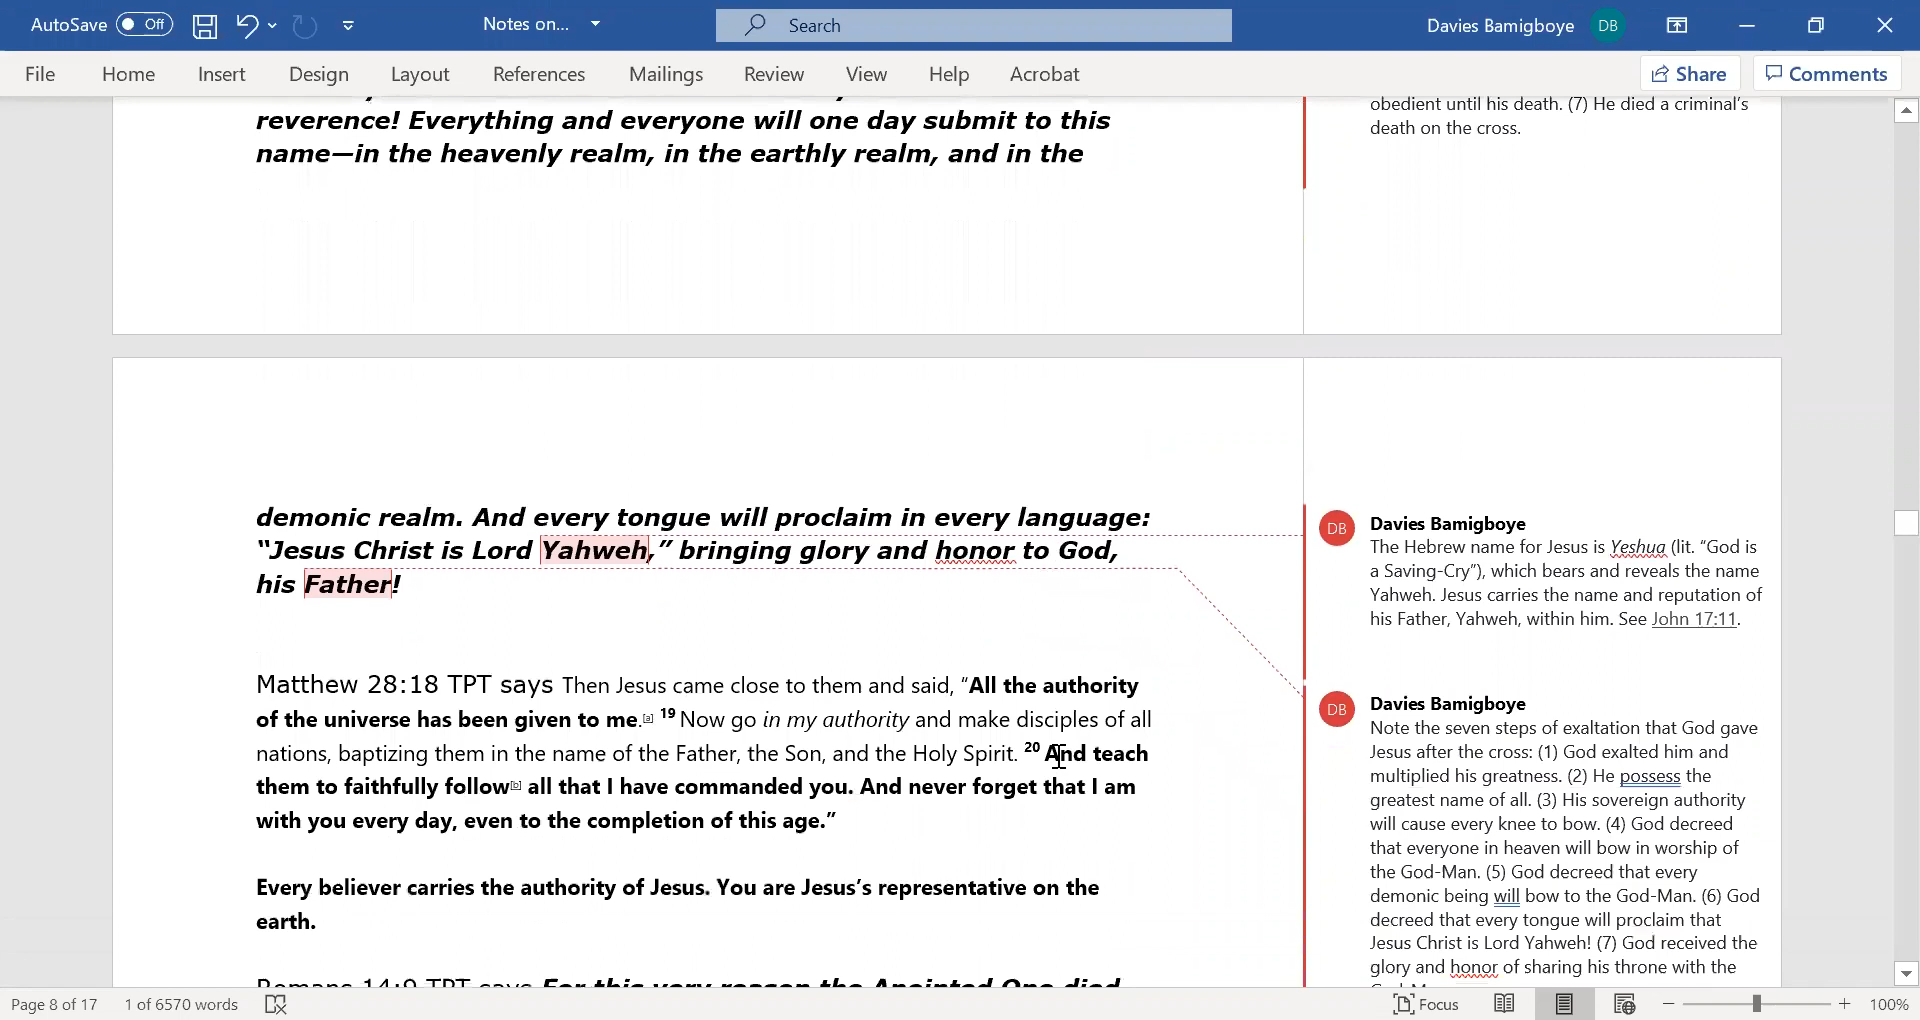 AutoSave Off Notes on... Search Davies Bamigboye DB
File Home Insert Design Layout References Mailings Review View Help Acrobat Share Comments
reverence! Everything and everyone will one day submit to this
name—in the heavenly realm, in the earthly realm, and in the
obedient until his death. (7) He died a criminal's
death on the cross.
demonic realm. And every tongue will proclaim in every language:
“Jesus Christ is Lord Yahweh,” bringing glory and honor to God,
his Father!
Matthew 28:18 TPT says Then Jesus came close to them and said, “All the authority
of the universe has been given to me.[a] 19 Now go in my authority and make disciples of all
nations, baptizing them in the name of the Father, the Son, and the Holy Spirit. 20 And teach
them to faithfully follow[b] all that I have commanded you. And never forget that I am
with you every day, even to the completion of this age.”
Every believer carries the authority of Jesus. You are Jesus’s representative on the
earth.
Romans 14:9 TPT says For this very reason the Anointed One died
DB Davies Bamigboye
The Hebrew name for Jesus is Yeshua (lit. “God is
a Saving-Cry”), which bears and reveals the name
Yahweh. Jesus carries the name and reputation of
his Father, Yahweh, within him. See John 17:11.
DB Davies Bamigboye
Note the seven steps of exaltation that God gave
Jesus after the cross: (1) God exalted him and
multiplied his greatness. (2) He possess the
greatest name of all. (3) His sovereign authority
will cause every knee to bow. (4) God decreed
that everyone in heaven will bow in worship of
the God-Man. (5) God decreed that every
demonic being will bow to the God-Man. (6) God
decreed that every tongue will proclaim that
Jesus Christ is Lord Yahweh! (7) God received the
glory and honor of sharing his throne with the
Page 8 of 17 1 of 6570 words Focus 100%